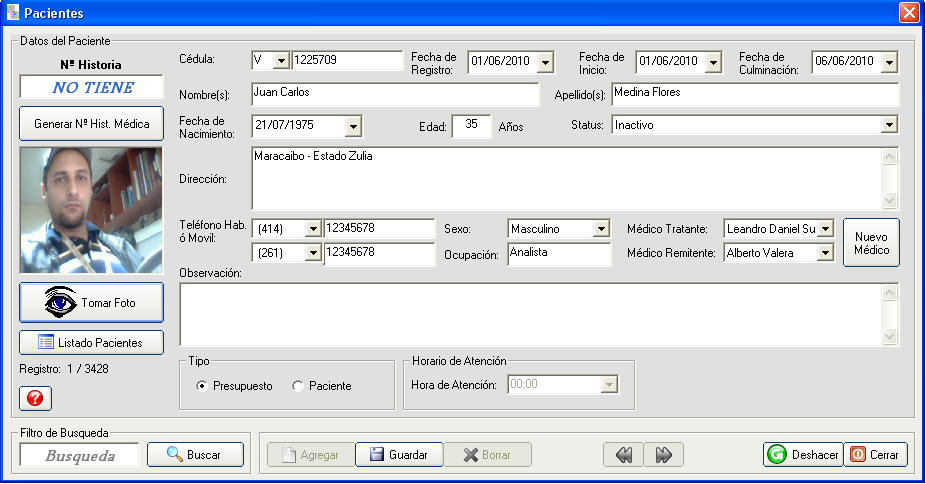 Pacientes
Datos del Paciente
Nº Historia
NO TIENE
Generar Nº Hist. Médica
Tomar Foto
Listado Pacientes
Registro: 1 / 3428
Cédula: V 1225709 Fecha de Registro: 01/06/2010 Fecha de Inicio: 01/06/2010 Fecha de Culminación: 06/06/2010
Nombre(s): Juan Carlos Apellido(s): Medina Flores
Fecha de Nacimiento: 21/07/1975 Edad: 35 Años Status: Inactivo
Dirección: Maracaibo - Estado Zulia
Teléfono Hab. ó Movil: (414) 12345678 Sexo: Masculino Médico Tratante: Leandro Daniel Su
(261) 12345678 Ocupación: Analista Médico Remitente: Alberto Valera
Nuevo Médico
Observación:
Tipo
Presupuesto Paciente
Horario de Atención
Hora de Atención: 00:00
Filtro de Busqueda
Busqueda Buscar
Agregar Guardar Borrar Deshacer Cerrar